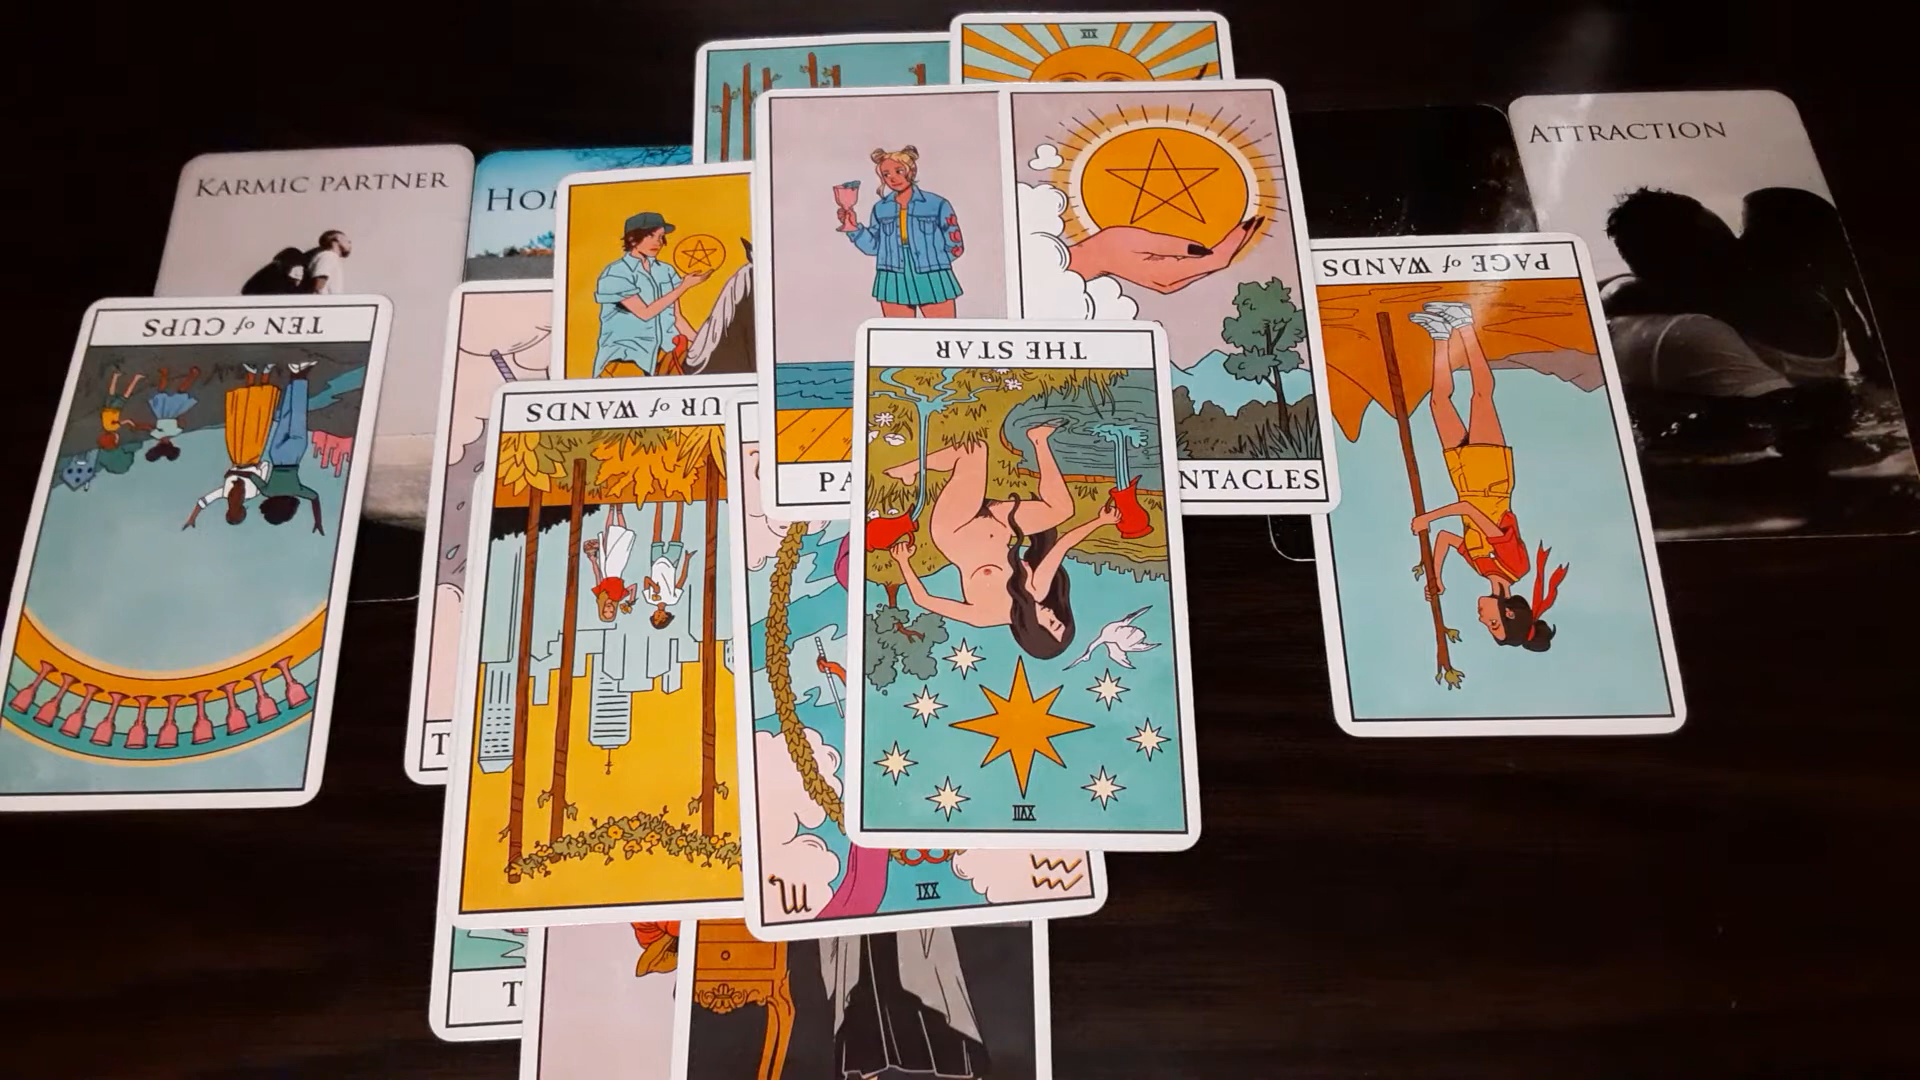 XIX
ATTRACTION
KARMIC PARTNER
HOM
PAGE of WANDS
TEN of CUPS
THE STAR
UR of WANDS
PA
NTACLES
T
XVII
XXI
T